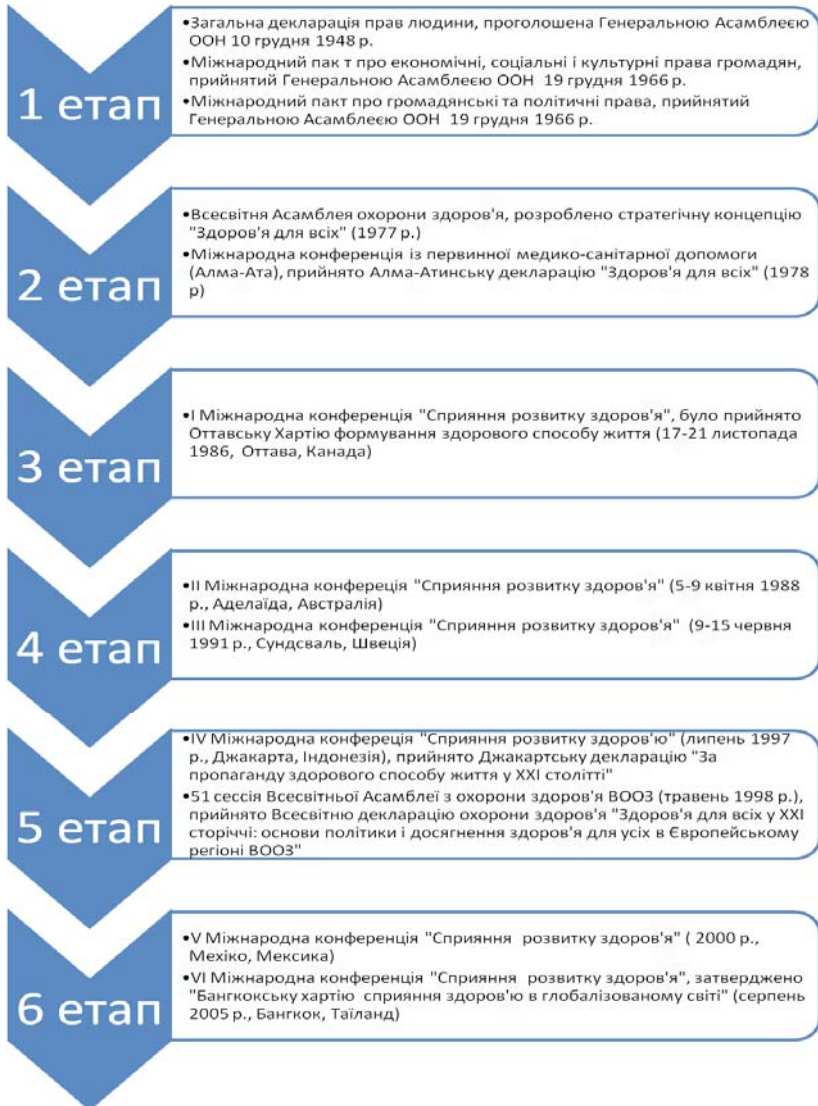 1 етап
•Загальна декларація прав людини, проголошена Генеральною Асамблеєю
ООН 10 грудня 1948 р.
•Міжнародний пак т про економічні, соціальні і культурні права громадян,
прийнятий Генеральною Асамблеєю ООН 19 грудня 1966 р.
•Міжнародний пакт про громадянські та політичні права, прийнятий
Генеральною Асамблеєю ООН 19 грудня 1966 р.
2 етап
•Всесвітня Асамблея охорони здоров'я, розроблено стратегічну концепцію
"Здоров'я для всіх" (1977 р.)
•Міжнародна конференція із первинної медико-санітарної допомоги
(Алма-Ата), прийнято Алма-Атинську декларацію "Здоров'я для всіх" (1978
р)
3 етап
•І Міжнародна конференція "Сприяння розвитку здоров'я", було прийнято
Оттавську Хартію формування здорового способу життя (17-21 листопада
1986, Оттава, Канада)
4 етап
•ІІ Міжнародна конфереція "Сприяння розвитку здоров'я" (5-9 квітня 1988
р., Аделаїда, Австралія)
•ІІІ Міжнародна конференція "Сприяння розвитку здоров'я" (9-15 червня
1991 р., Сундсваль, Швеція)
5 етап
•IV Міжнародна конфереція "Сприяння розвитку здоров'ю" (липень 1997
р., Джакарта, Індонезія), прийнято Джакартську декларацію "За
пропаганду здорового способу життя у ХХІ столітті"
•51 сессія Всесвітньої Асамблеї з охорони здоров'я ВООЗ (травень 1998 р.),
прийнято Всесвітню декларацію охорони здоров'я "Здоров'я для всіх у ХХІ
сторіччі: основи політики і досягнення здоров'я для усіх в Європейському
регіоні ВООЗ"
6 етап
•V Міжнародна конференція "Сприяння розвитку здоров'я" ( 2000 р.,
Мехіко, Мексика)
•VI Міжнародна конференція "Сприяння розвитку здоров'я", затверджено
"Бангкокську хартію сприяння здоров'ю в глобалізованому світі" (серпень
2005 р., Бангкок, Таїланд)